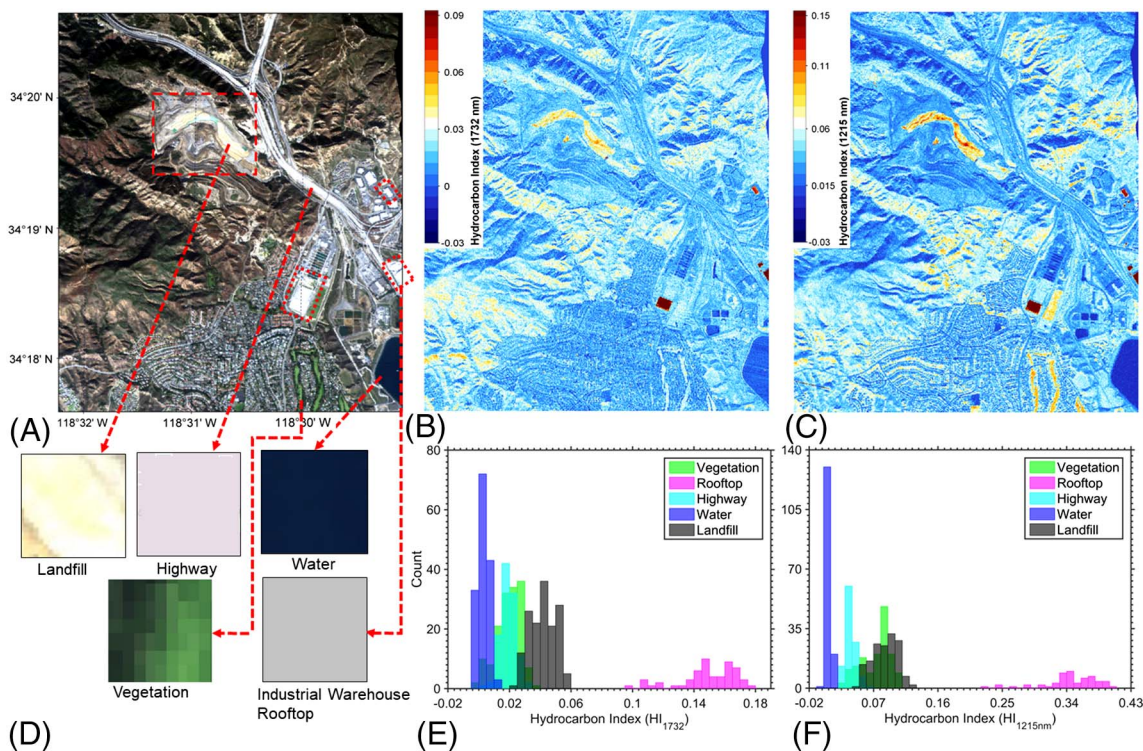 34°20' N
34°19' N
34°18' N
118°32' W
118°31' W
118°30' W
(A)
0.09
0.06
0.03
0
-0.03
Hydrocarbon Index (1732 nm)
(B)
0.15
0.11
0.06
0.015
-0.03
Hydrocarbon Index (1215 nm)
(C)
Landfill
Highway
Water
Vegetation
Industrial Warehouse
Rooftop
(D)
80
60
40
20
0
Count
-0.02
0.02
0.06
0.1
0.14
0.18
Hydrocarbon Index (HI1732)
Vegetation
Rooftop
Highway
Water
Landfill
(E)
140
105
70
35
0
-0.02
0.07
0.16
0.25
0.34
0.43
Hydrocarbon Index (HI1215nm)
Vegetation
Rooftop
Highway
Water
Landfill
(F)